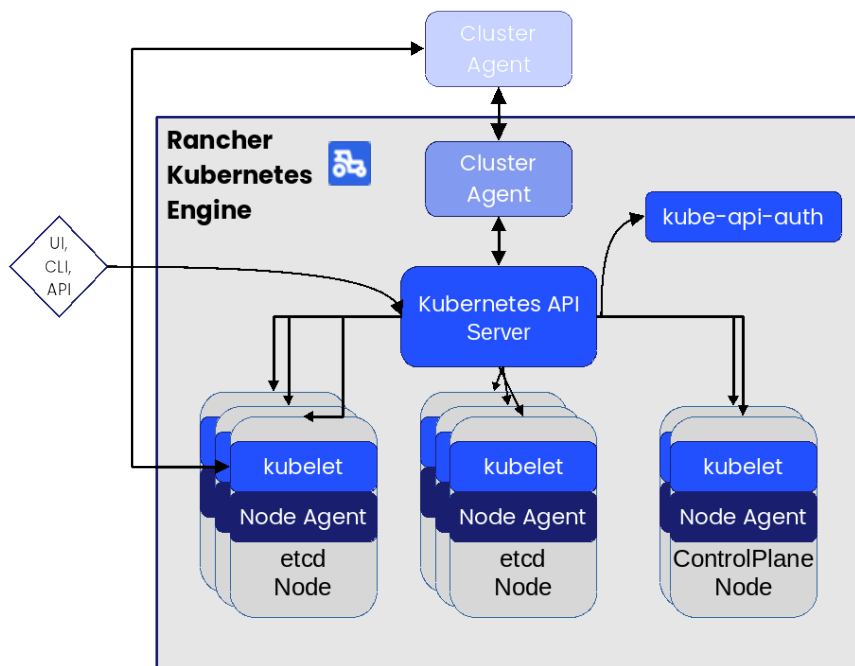 Cluster
Agent
Rancher
Kubernetes
Engine
Cluster
Agent
kube-api-auth
UI,
CLI,
API
Kubernetes API
Server
kubelet
Node Agent
etcd
Node
kubelet
Node Agent
etcd
Node
kubelet
Node Agent
ControlPlane
Node